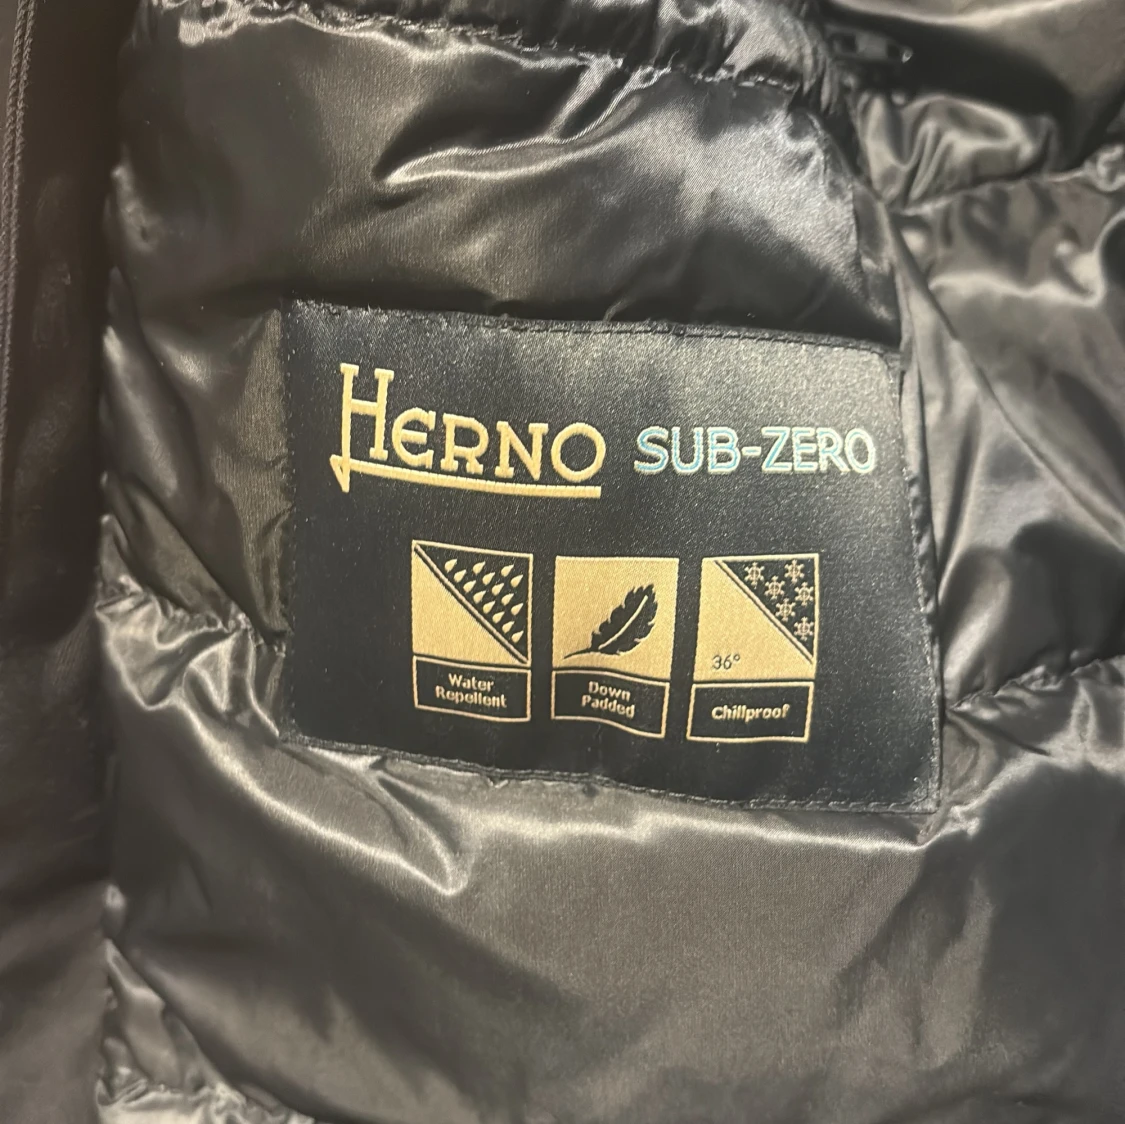 HERNO SUB-ZERO
Water
Repellent
Down
Padded
36°
Chillproof